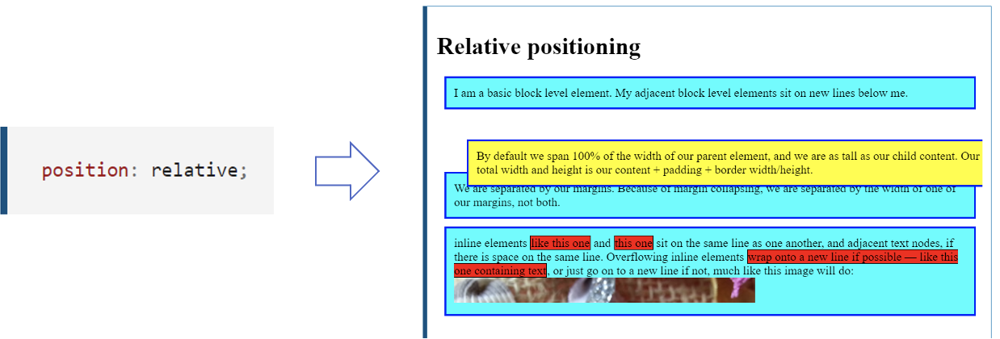 position: relative;
Relative positioning
I am a basic block level element. My adjacent block level elements sit on new lines below me.
By default we span 100% of the width of our parent element, and we are as tall as our child content. Our
total width and height is our content + padding + border width/height.
We are separated by our margins. Because of margin collapsing, we are separated by the width of one of
our margins, not both.
inline elements like this one and this one sit on the same line as one another, and adjacent text nodes, if
there is space on the same line. Overflowing inline elements wrap onto a new line if possible — like this
one containing text, or just go on to a new line if not, much like this image will do: